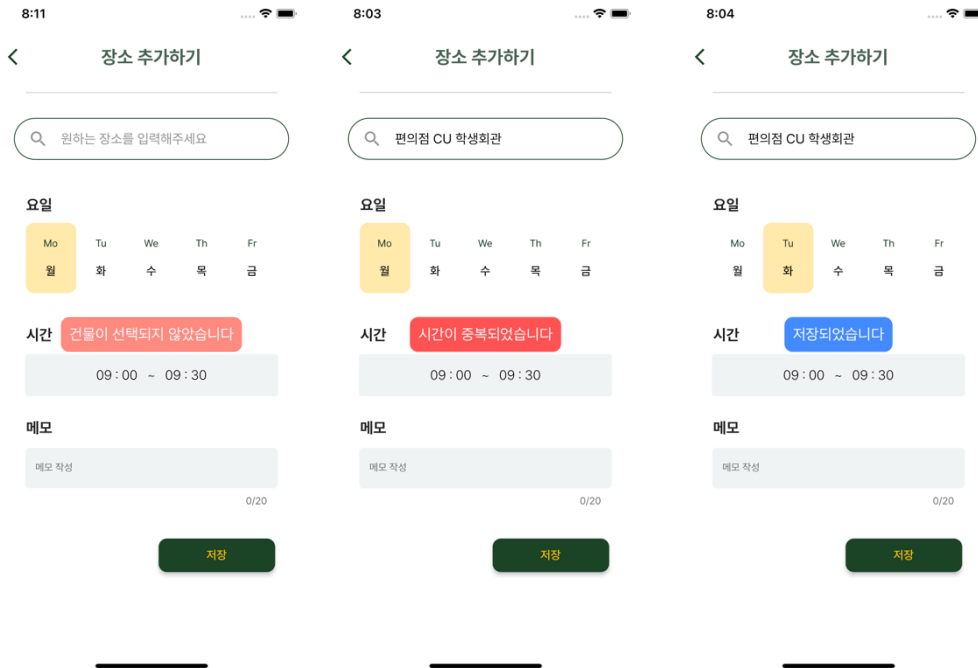 8:11
장소 추가하기
원하는 장소를 입력해주세요
요일
Mo Tu We Th Fr
월 화 수 목 금
시간 건물이 선택되지 않았습니다
09 : 00 ~ 09 : 30
메모
메모 작성
0/20
저장
8:03
장소 추가하기
편의점 CU 학생회관
요일
Mo Tu We Th Fr
월 화 수 목 금
시간 시간이 중복되었습니다
09 : 00 ~ 09 : 30
메모
메모 작성
0/20
저장
8:04
장소 추가하기
편의점 CU 학생회관
요일
Mo Tu We Th Fr
월 화 수 목 금
시간 저장되었습니다
09 : 00 ~ 09 : 30
메모
메모 작성
0/20
저장